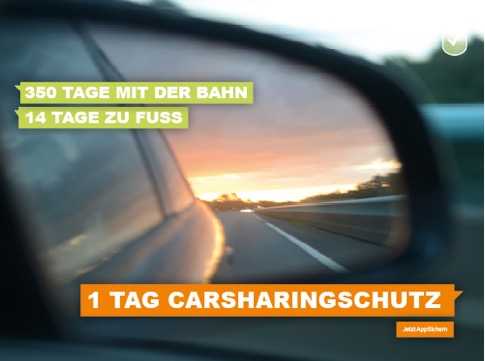 350 TAGE MIT DER BAHN
14 TAGE ZU FUSS
1 TAG CARSHARINGSCHUTZ
Jetzt AppSichern